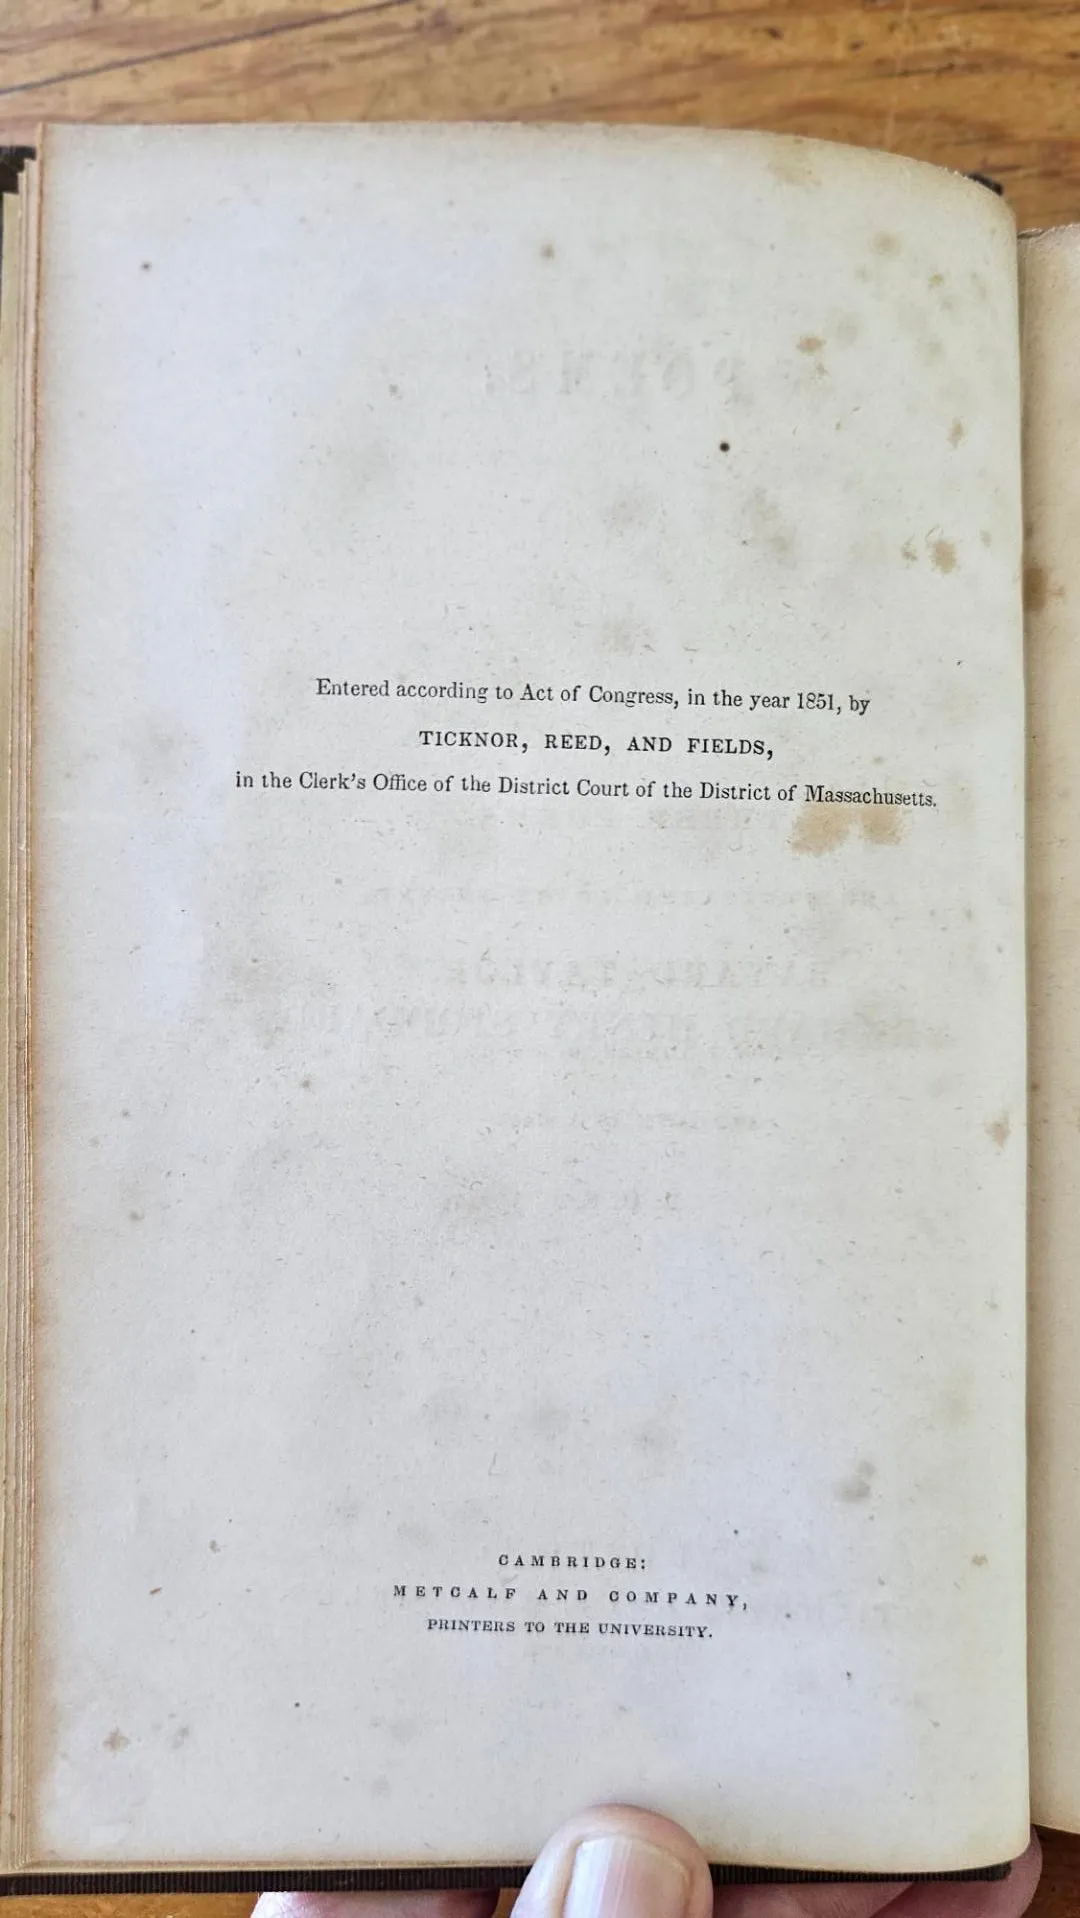 Entered according to Act of Congress, in the year 1851, by
TICKNOR, REED, AND FIELDS,
in the Clerk's Office of the District Court of the District of Massachusetts.
CAMBRIDGE:
METCALF AND COMPANY,
PRINTERS TO THE UNIVERSITY.